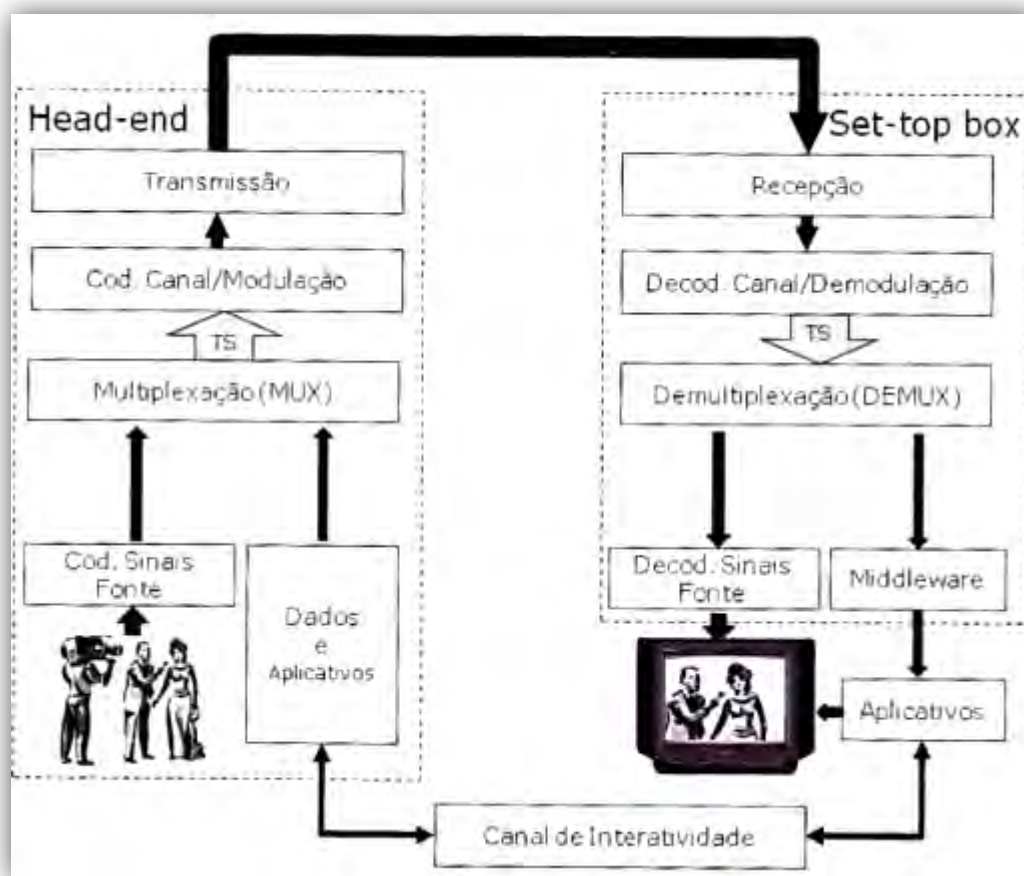 Head-end
Transmissão
Cod. Canal/Modulação
TS
Multiplexação (MUX)
Cod. Sinais
Fonte
Dados
e
Aplicativos
Set-top box
Recepção
Decod. Canal/Demodulação
TS
Demultiplexação (DEMUX)
Decod. Sinais
Fonte
Middleware
Aplicativos
Canal de Interatividade